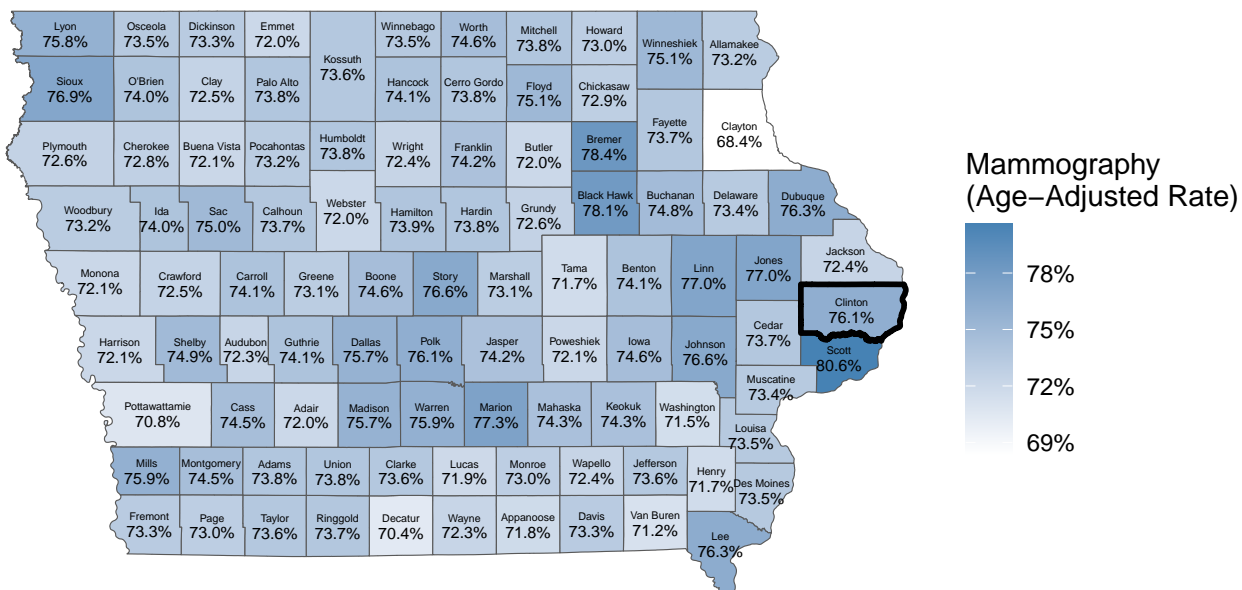 Lyon
75.8%
Osceola
73.5%
Dickinson
73.3%
Emmet
72.0%
Kossuth
73.6%
Winnebago
73.5%
Worth
74.6%
Mitchell
73.8%
Howard
73.0%
Winneshiek
75.1%
Allamakee
73.2%
Sioux
76.9%
O'Brien
74.0%
Clay
72.5%
Palo Alto
73.8%
Hancock
74.1%
Cerro Gordo
73.8%
Floyd
75.1%
Chickasaw
72.9%
Fayette
73.7%
Clayton
68.4%
Plymouth
72.6%
Cherokee
72.8%
Buena Vista
72.1%
Pocahontas
73.2%
Humboldt
73.8%
Wright
72.4%
Franklin
74.2%
Butler
72.0%
Bremer
78.4%
Woodbury
73.2%
Ida
74.0%
Sac
75.0%
Calhoun
73.7%
Webster
72.0%
Hamilton
73.9%
Hardin
73.8%
Grundy
72.6%
Black Hawk
78.1%
Buchanan
74.8%
Delaware
73.4%
Dubuque
76.3%
Monona
72.1%
Crawford
72.5%
Carroll
74.1%
Greene
73.1%
Boone
74.6%
Story
76.6%
Marshall
73.1%
Tama
71.7%
Benton
74.1%
Linn
77.0%
Jones
77.0%
Jackson
72.4%
Clinton
76.1%
Harrison
72.1%
Shelby
74.9%
Audubon
72.3%
Guthrie
74.1%
Dallas
75.7%
Polk
76.1%
Jasper
74.2%
Poweshiek
72.1%
Iowa
74.6%
Johnson
76.6%
Cedar
73.7%
Scott
80.6%
Muscatine
73.4%
Pottawattamie
70.8%
Cass
74.5%
Adair
72.0%
Madison
75.7%
Warren
75.9%
Marion
77.3%
Mahaska
74.3%
Keokuk
74.3%
Washington
71.5%
Louisa
73.5%
Mills
75.9%
Montgomery
74.5%
Adams
73.8%
Union
73.8%
Clarke
73.6%
Lucas
71.9%
Monroe
73.0%
Wapello
72.4%
Jefferson
73.6%
Henry
71.7%
Des Moines
73.5%
Fremont
73.3%
Page
73.0%
Taylor
73.6%
Ringgold
73.7%
Decatur
70.4%
Wayne
72.3%
Appanoose
71.8%
Davis
73.3%
Van Buren
71.2%
Lee
76.3%
Mammography
(Age−Adjusted Rate)
78%
75%
72%
69%